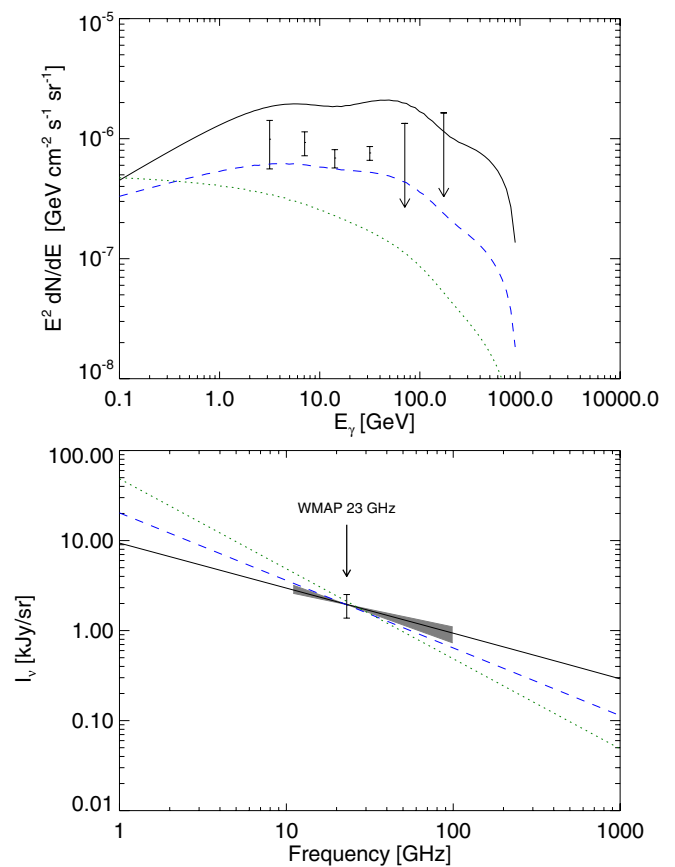 10⁻⁵
10⁻⁶
10⁻⁷
10⁻⁸
E² dN/dE [GeV cm⁻² s⁻¹ sr⁻¹]
0.1 1.0 10.0 100.0 1000.0 10000.0
Eγ [GeV]
100.00
10.00
1.00
0.10
0.01
I_ν [kJy/sr]
WMAP 23 GHz
1 10 100 1000
Frequency [GHz]